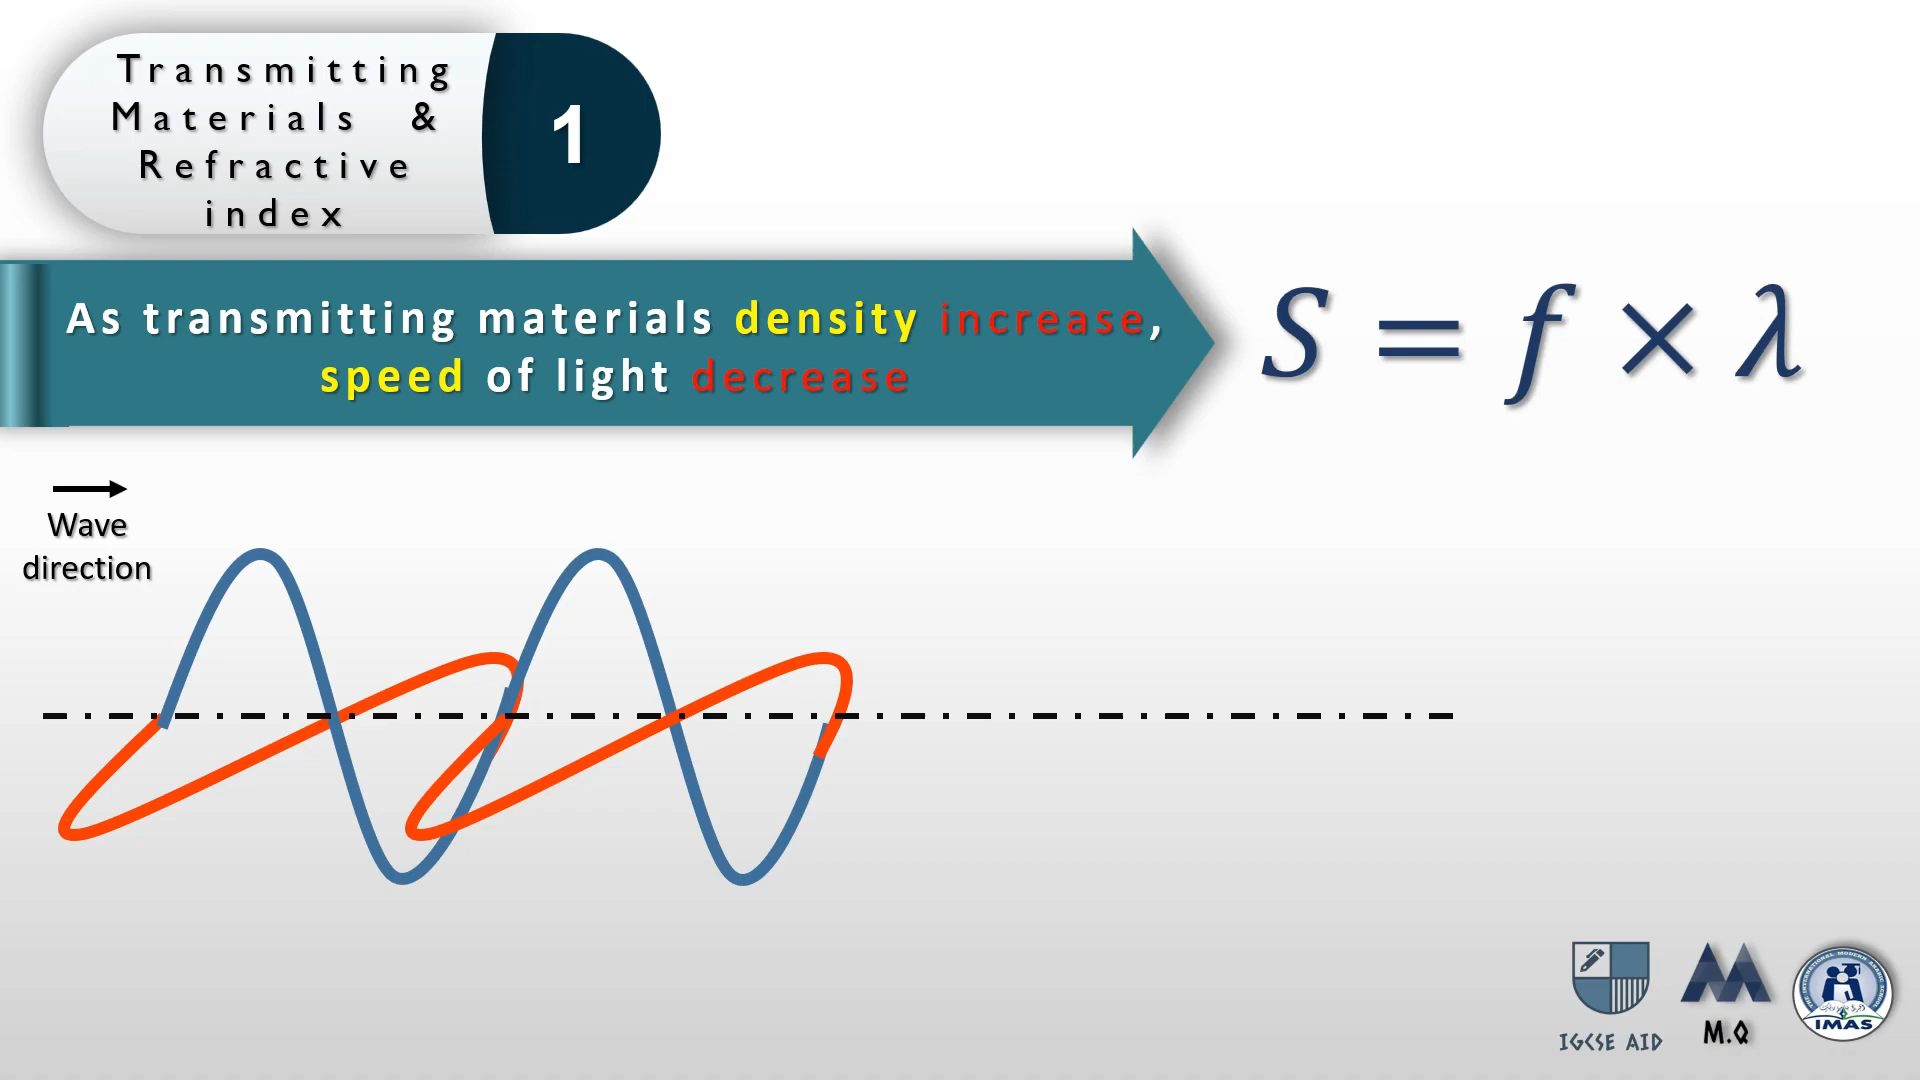 Transmitting
Materials &
Refractive
index
1
As transmitting materials density increase,
speed of light decrease
S = f × λ
Wave
direction
IGCSE AID
M.Q
IMAS